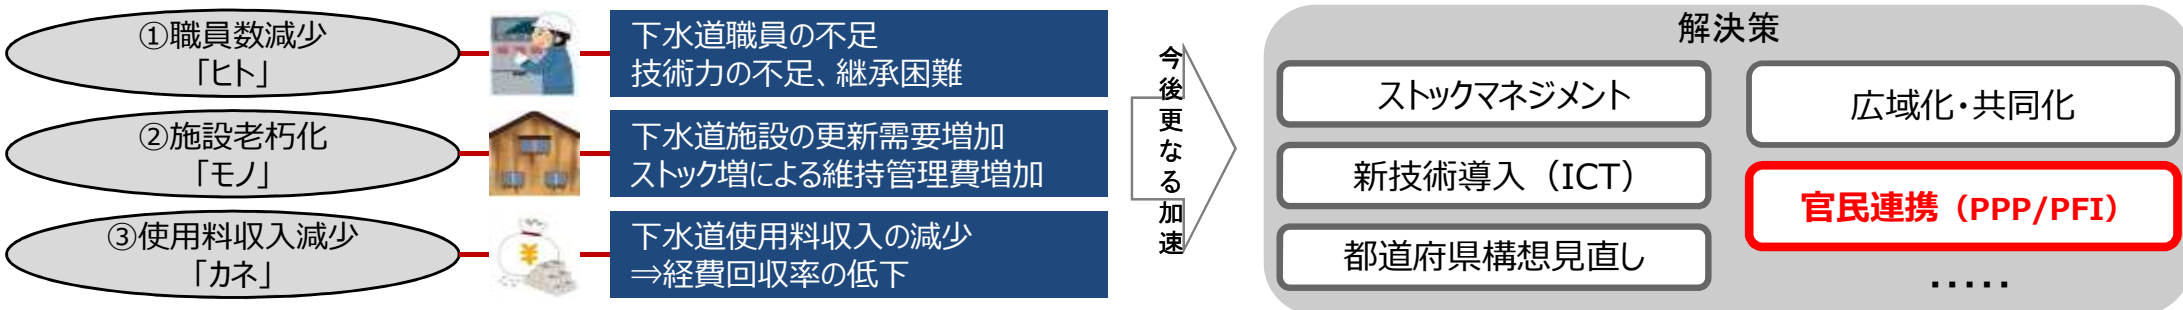 ①職員数減少
「ヒト」
下水道職員の不足
技術力の不足、継承困難
②施設老朽化
「モノ」
下水道施設の更新需要増加
ストック増による維持管理費増加
③使用料収入減少
「カネ」
¥
下水道使用料収入の減少
⇒経費回収率の低下
今後更なる加速
解決策
ストックマネジメント
新技術導入（ICT）
都道府県構想見直し
広域化・共同化
官民連携（PPP/PFI）
・・・・・